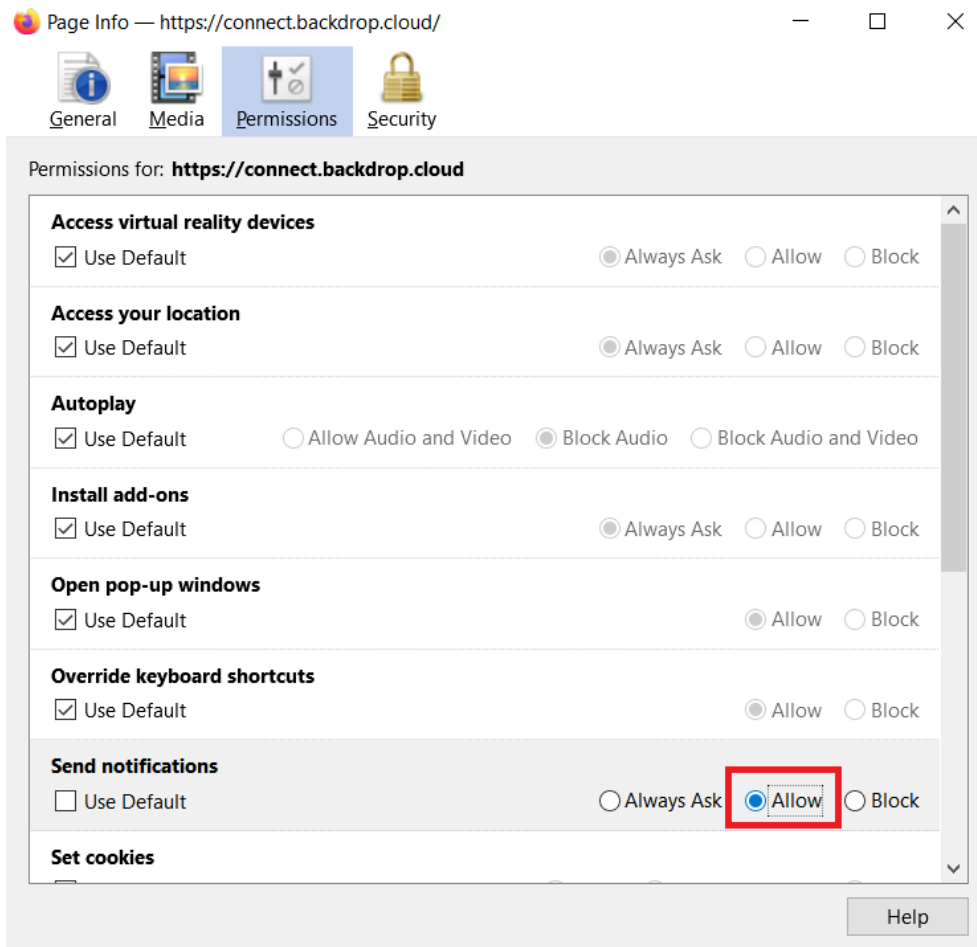 Page Info — https://connect.backdrop.cloud/
General Media Permissions Security
Permissions for: https://connect.backdrop.cloud
Access virtual reality devices
Use Default Always Ask Allow Block
Access your location
Use Default Always Ask Allow Block
Autoplay
Use Default Allow Audio and Video Block Audio Block Audio and Video
Install add-ons
Use Default Always Ask Allow Block
Open pop-up windows
Use Default Allow Block
Override keyboard shortcuts
Use Default Allow Block
Send notifications
Use Default Always Ask Allow Block
Set cookies
Help